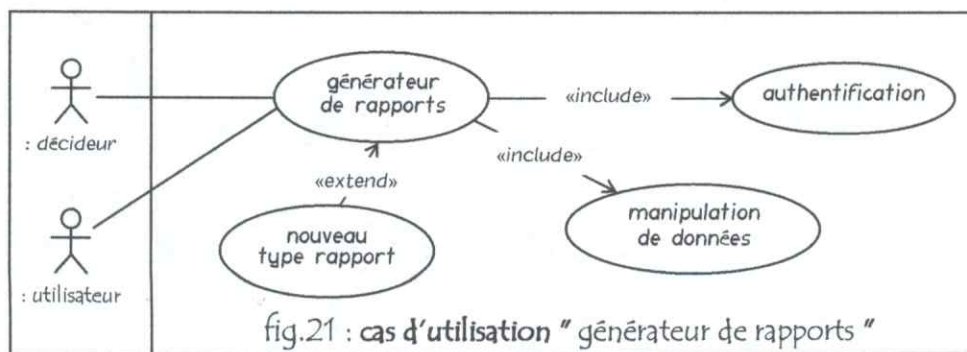 : décideur
: utilisateur
générateur
de rapports
«include»
authentification
«include»
manipulation
de données
«extend»
nouveau
type rapport
fig.21 : cas d'utilisation " générateur de rapports "